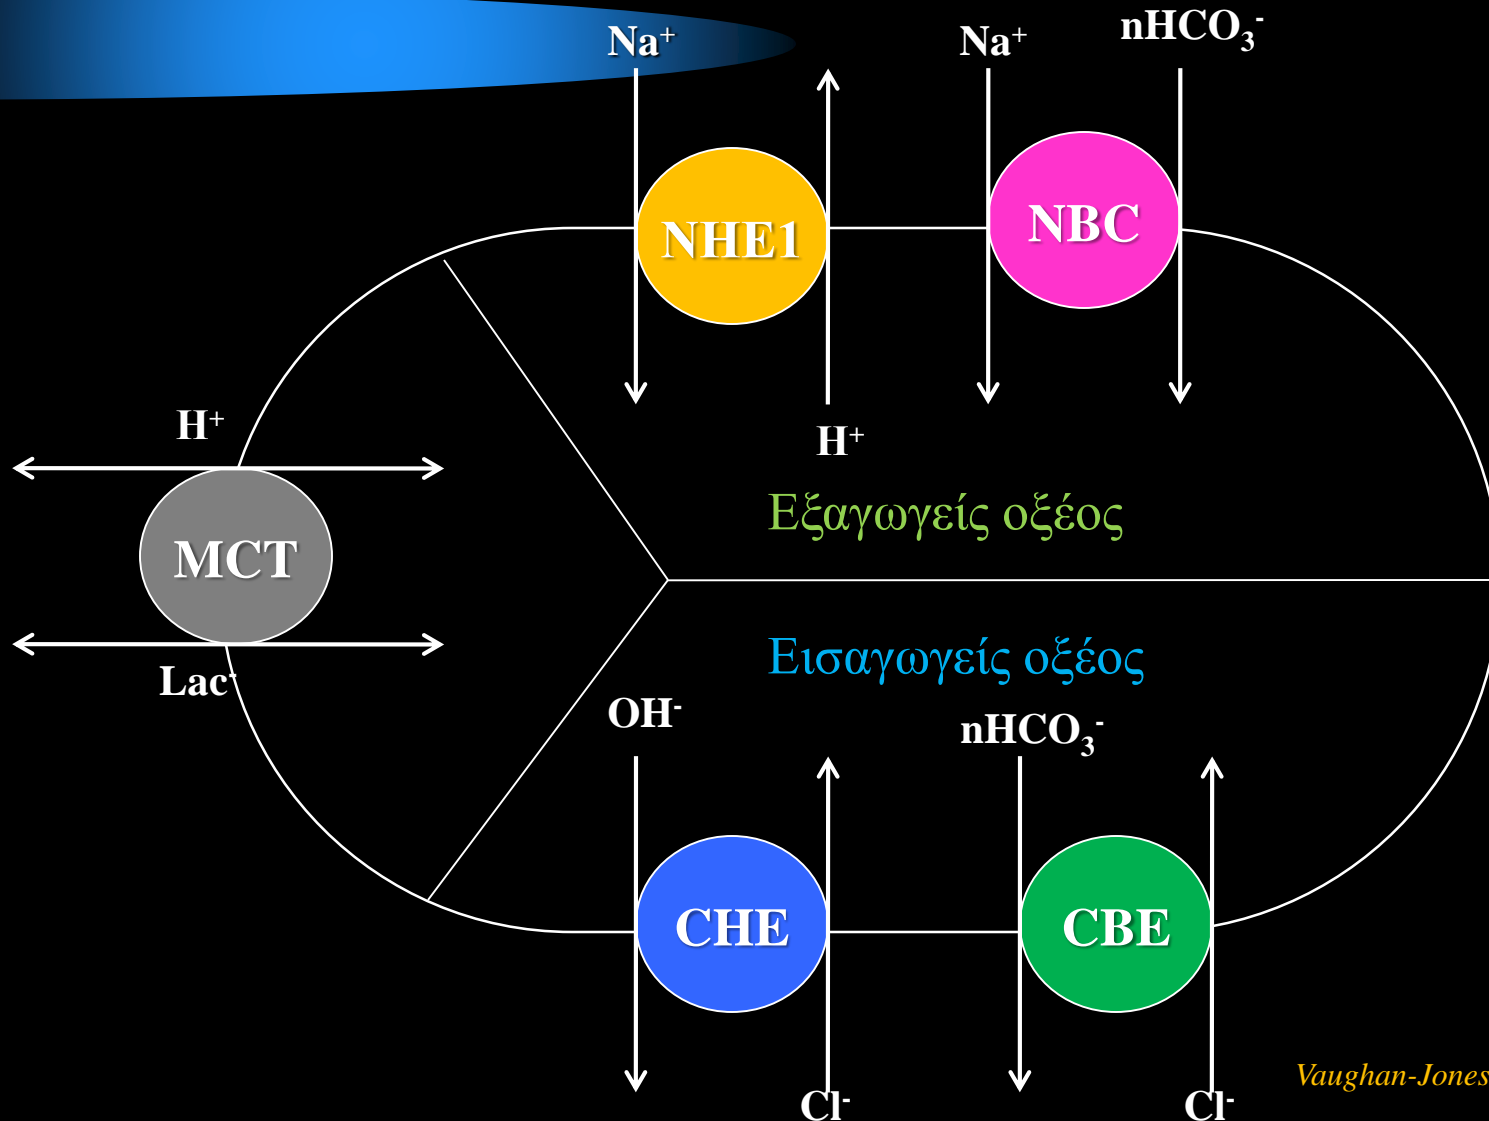 Na⁺
Na⁺
nHCO₃⁻
NHE1
NBC
H⁺
H⁺
Εξαγωγείς οξέος
MCT
Εισαγωγείς οξέος
Lac⁻
OH⁻
nHCO₃⁻
CHE
CBE
Vaughan-Jones
Cl⁻
Cl⁻